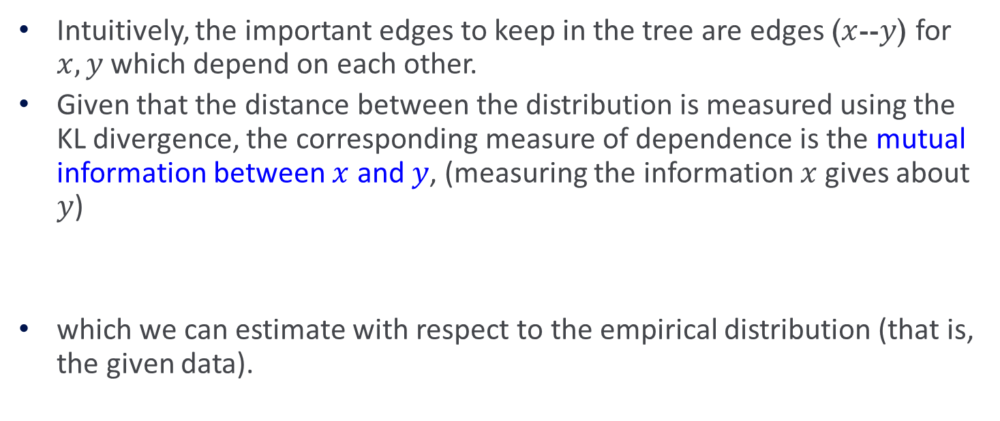 • Intuitively, the important edges to keep in the tree are edges (x--y) for
x, y which depend on each other.
• Given that the distance between the distribution is measured using the
KL divergence, the corresponding measure of dependence is the mutual
information between x and y, (measuring the information x gives about
y)
• which we can estimate with respect to the empirical distribution (that is,
the given data).